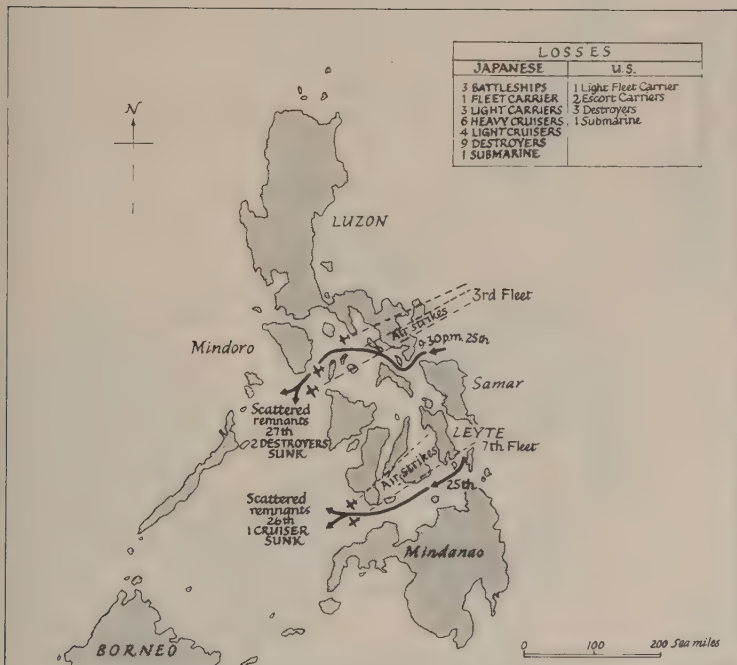 LOSSES
JAPANESE
3 BATTLESHIPS
1 FLEET CARRIER
3 LIGHT CARRIERS
6 HEAVY CRUISERS
4 LIGHT CRUISERS
9 DESTROYERS
1 SUBMARINE
U.S.
1 Light Fleet Carrier
2 Escort Carriers
3 Destroyers
1 Submarine
N
LUZON
3rd Fleet
Air strikes
9.30 p.m. 25th
Mindoro
Samar
Scattered
remnants
27th
2 DESTROYERS
SUNK
LEYTE
7th Fleet
Air strikes
25th
Scattered
remnants
26th
1 CRUISER
SUNK
Mindanao
BORNEO
0 100 200 Sea miles